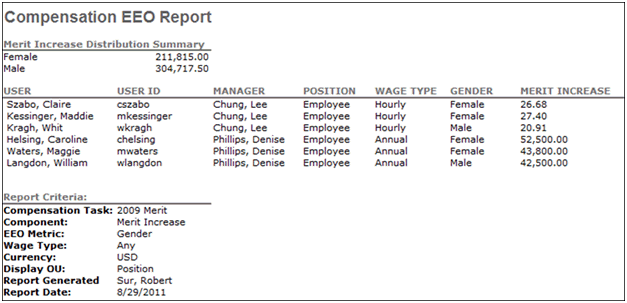 Compensation EEO Report
Merit Increase Distribution Summary
Female 211,815.00
Male 304,717.50
USER USER ID MANAGER POSITION WAGE TYPE GENDER MERIT INCREASE
Szabo, Claire cszabo Chung, Lee Employee Hourly Female 26.68
Kessinger, Maddie mkessinger Chung, Lee Employee Hourly Female 27.40
Kragh, Whit wkragh Chung, Lee Employee Hourly Male 20.91
Helsing, Caroline chelsing Phillips, Denise Employee Annual Female 52,500.00
Waters, Maggie mwaters Phillips, Denise Employee Annual Female 43,800.00
Langdon, William wlangdon Phillips, Denise Employee Annual Male 42,500.00
Report Criteria:
Compensation Task: 2009 Merit
Component: Merit Increase
EEO Metric: Gender
Wage Type: Any
Currency: USD
Display OU: Position
Report Generated Sur, Robert
Report Date: 8/29/2011